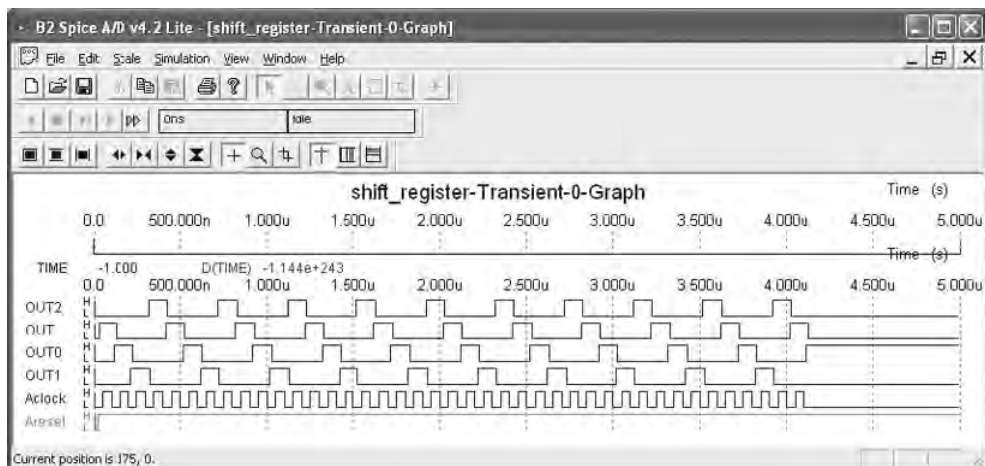 B2 Spice A/D v4.2 Lite - [shift_register-Transient-0-Graph]
File Edit Scale Simulation View Window Help
0ns Idle
shift_register-Transient-0-Graph Time (s)
0.0 500.000n 1.000u 1.500u 2.000u 2.500u 3.000u 3.500u 4.000u 4.500u 5.000u
Time (s)
TIME -1.000 D(TIME) -1.144e+243
0.0 500.000n 1.000u 1.500u 2.000u 2.500u 3.000u 3.500u 4.000u 4.500u 5.000u
OUT2 H L
OUT H L
OUT0 H L
OUT1 H L
Aclock H L
H L
Current position is 175, 0.